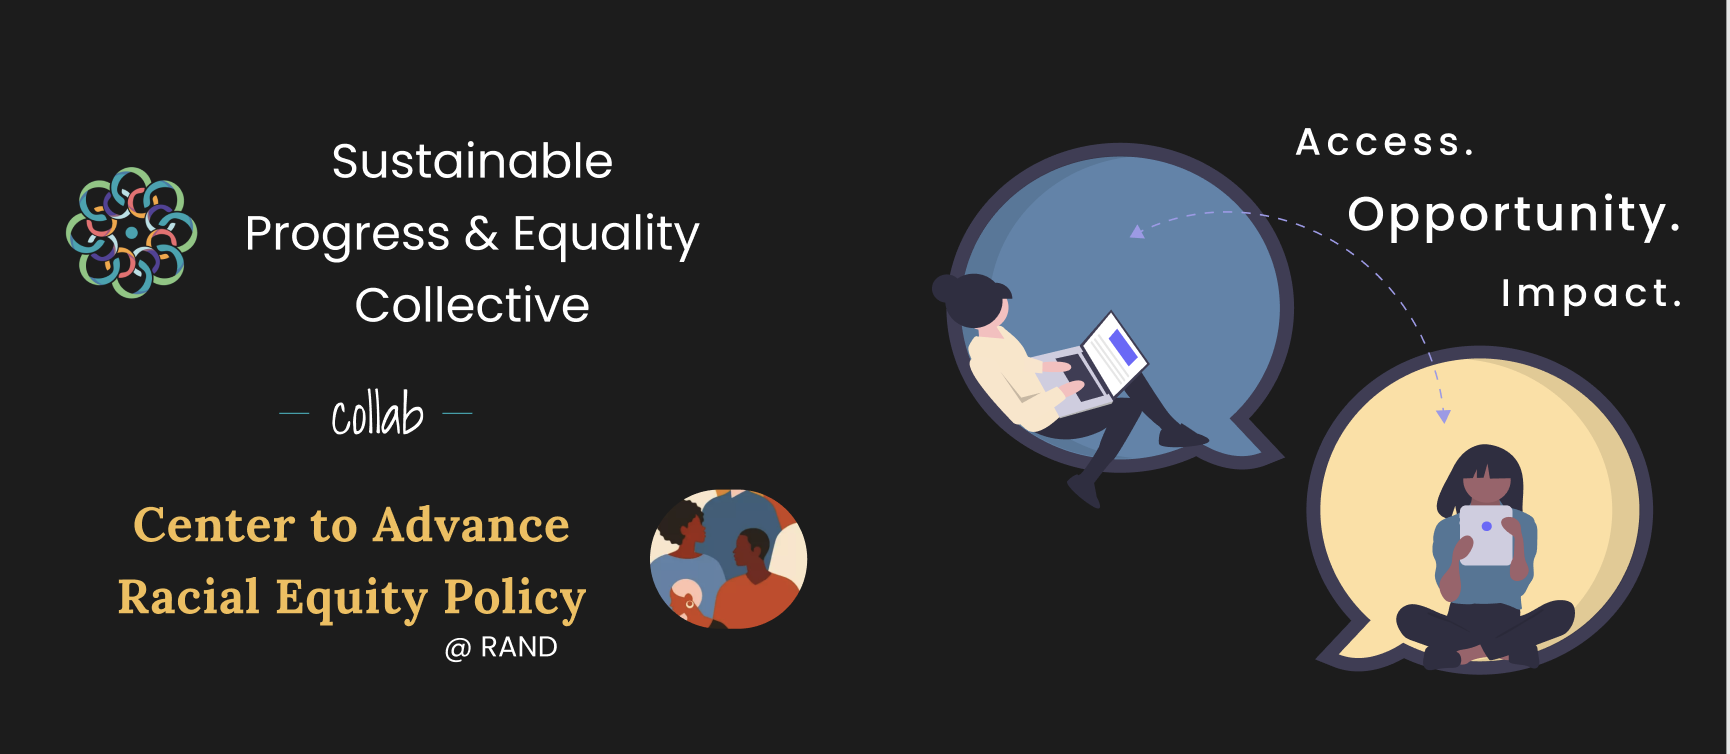 Sustainable
Progress & Equality
Collective
collab
Center to Advance
Racial Equity Policy
@ RAND
Access.
Opportunity.
Impact.